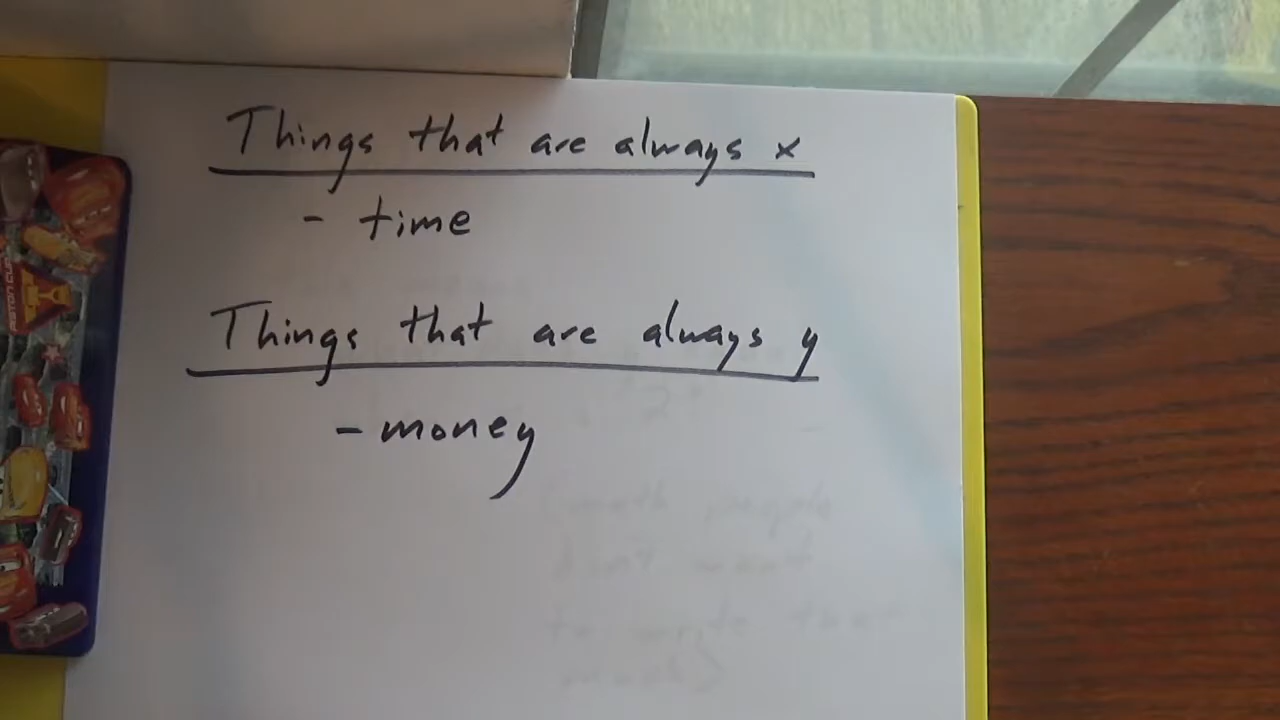 Things that are always x
- time
Things that are always y
- money